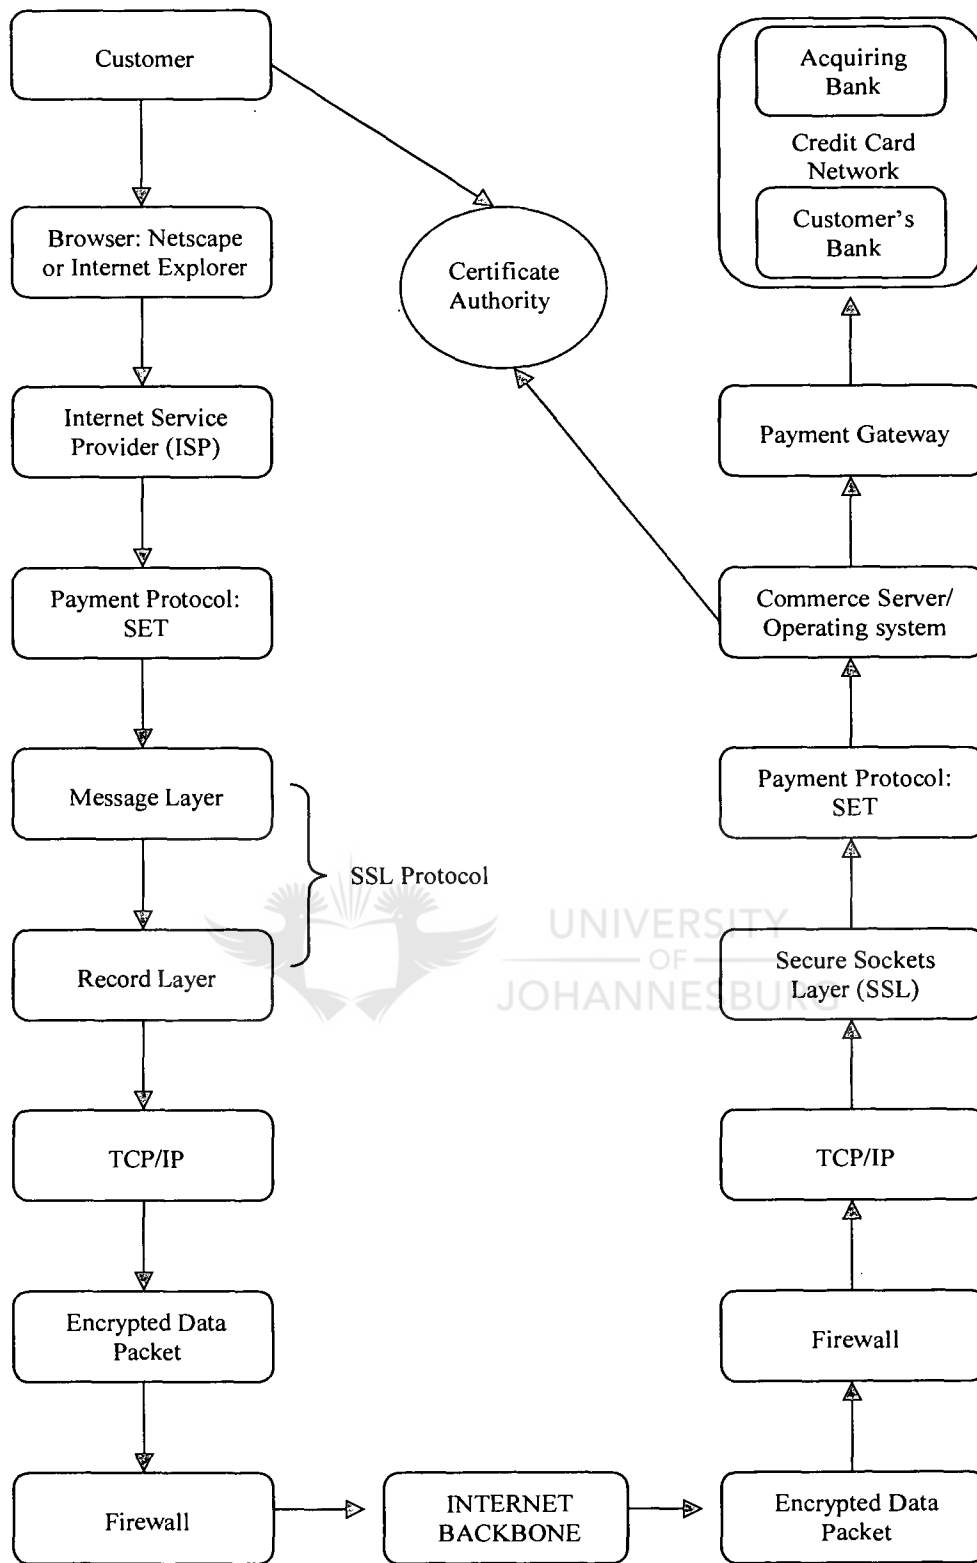 Customer
Browser: Netscape
or Internet Explorer
Internet Service
Provider (ISP)
Payment Protocol:
SET
Message Layer
SSL Protocol
Record Layer
TCP/IP
Encrypted Data
Packet
Firewall
INTERNET
BACKBONE
Encrypted Data
Packet
Firewall
TCP/IP
Secure Sockets
Layer (SSL)
Payment Protocol:
SET
Commerce Server/
Operating system
Certificate
Authority
Payment Gateway
Acquiring
Bank
Credit Card
Network
Customer's
Bank
UNIVERSITY
OF
JOHANNESBURG